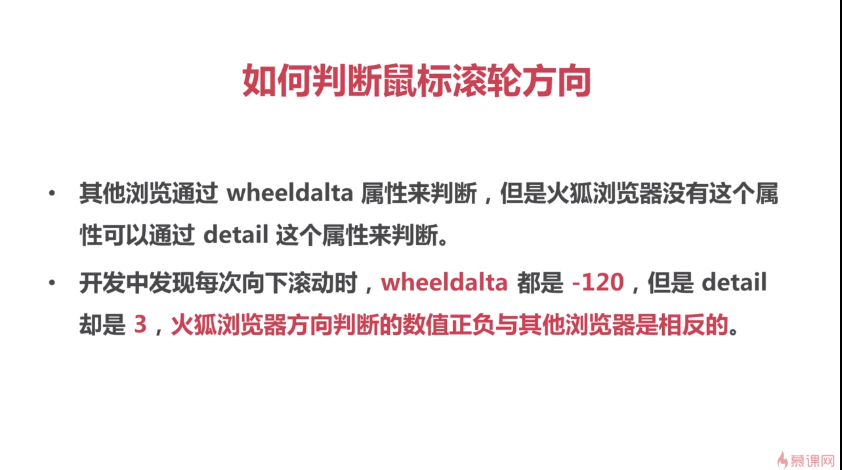 如何判断鼠标滚轮方向
• 其他浏览通过 wheeldalta 属性来判断，但是火狐浏览器没有这个属
性可以通过 detail 这个属性来判断。
• 开发中发现每次向下滚动时，wheeldalta 都是 -120，但是 detail
却是 3，火狐浏览器方向判断的数值正负与其他浏览器是相反的。
慕课网